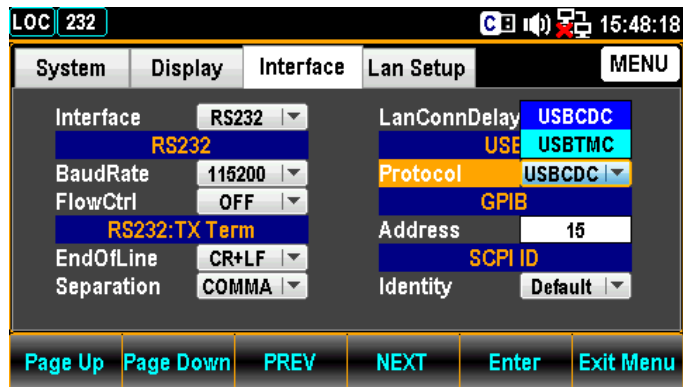 LOC 232 C 15:48:18
System Display Interface Lan Setup MENU
Interface RS232 LanConnDelay USBCDC
RS232 USB USBTMC
BaudRate 115200 Protocol USBCDC
FlowCtrl OFF GPIB
RS232:TX Term Address 15
EndOfLine CR+LF SCPI ID
Separation COMMA Identity Default
Page Up Page Down PREV NEXT Enter Exit Menu